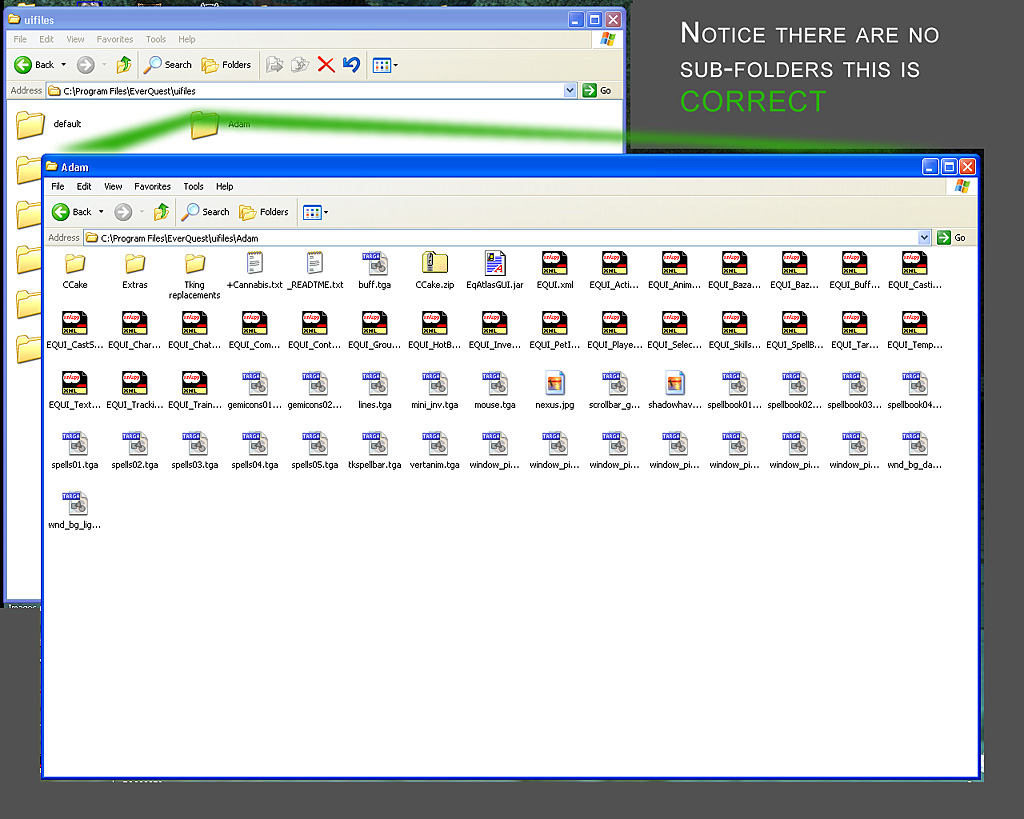 uifiles
File Edit View Favorites Tools Help
Back Search Folders
Address C:\Program Files\EverQuest\uifiles Go
default Adam
NOTICE THERE ARE NO
SUB-FOLDERS THIS IS
CORRECT
Adam
File Edit View Favorites Tools Help
Back Search Folders
Address C:\Program Files\EverQuest\uifiles\Adam Go
CCake Extras Tking replacements +Cannabis.txt _README.txt buff.tga CCake.zip EqAtlasGUI.jar EQUI.xml EQUI_Acti... EQUI_Anim... EQUI_Baza... EQUI_Baz... EQUI_Buff... EQUI_Casti...
EQUI_CastS... EQUI_Char... EQUI_Chat... EQUI_Com... EQUI_Cont... EQUI_Grou... EQUI_HotB... EQUI_Inve... EQUI_PetI... EQUI_Playe... EQUI_Selec... EQUI_Skills... EQUI_SpellB... EQUI_Tar... EQUI_Temp...
EQUI_Text... EQUI_Tracki... EQUI_Train... gemicons01... gemicons02... lines.tga mini_inv.tga mouse.tga nexus.jpg scrollbar_g... shadowhav... spellbook01... spellbook02... spellbook03... spellbook04...
spells01.tga spells02.tga spells03.tga spells04.tga spells05.tga tkspellbar.tga vertanim.tga window_pi... window_pi... window_pi... window_pi... window_pi... window_pi... window_pi... wnd_bg_da...
wnd_bg_lig...